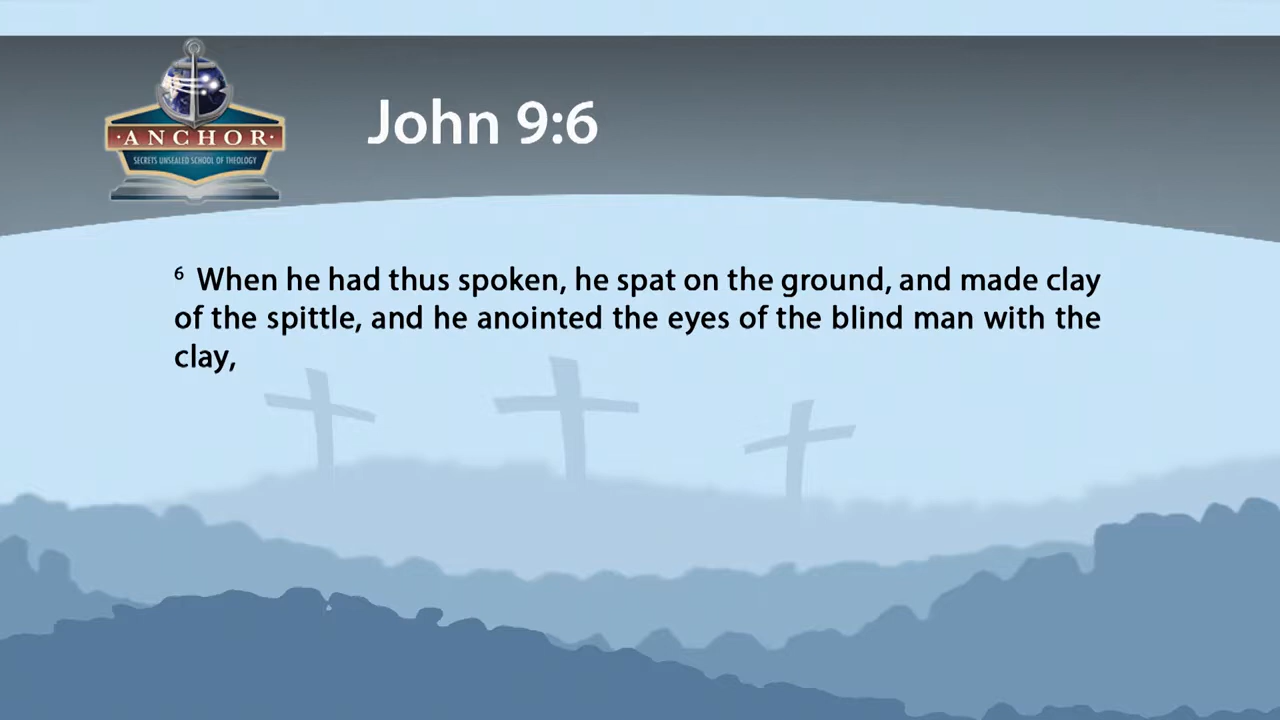 ·ANCHOR·
SECRETS UNSEALED SCHOOL OF THEOLOGY
John 9:6
6 When he had thus spoken, he spat on the ground, and made clay
of the spittle, and he anointed the eyes of the blind man with the
clay,